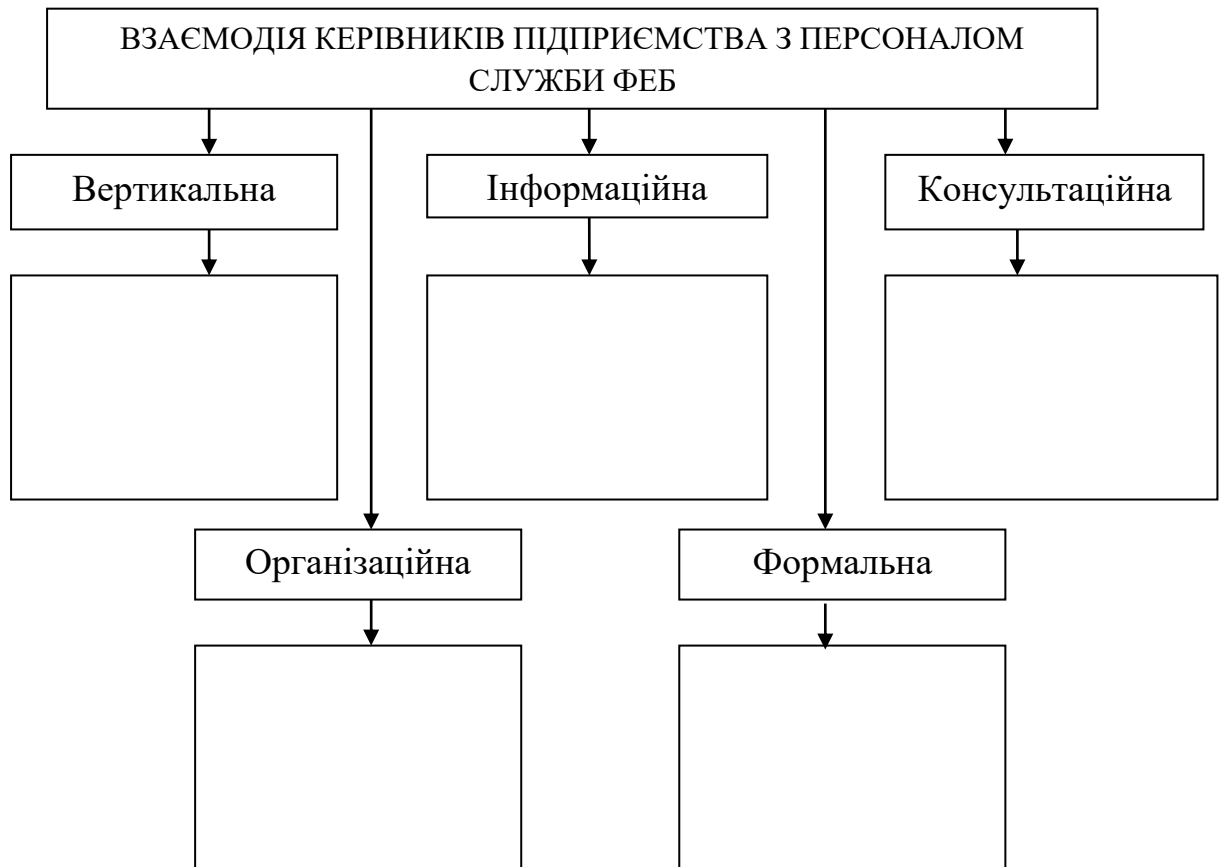 ВЗАЄМОДІЯ КЕРІВНИКІВ ПІДПРИЄМСТВА З ПЕРСОНАЛОМ
СЛУЖБИ ФЕБ
Вертикальна
Інформаційна
Консультаційна
Організаційна
Формальна